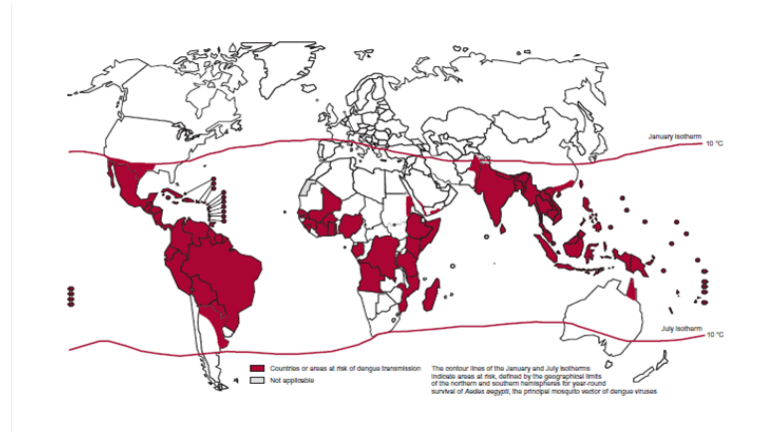 January Isotherm
10 °C
July Isotherm
10 °C
Countries or areas at risk of dengue transmission
Not applicable
The contour lines of the January and July Isotherms
indicate areas at risk, defined by the geographical limits
of the northern and southern hemispheres for year-round
survival of Aedes aegypti, the principal mosquito vector of dengue viruses